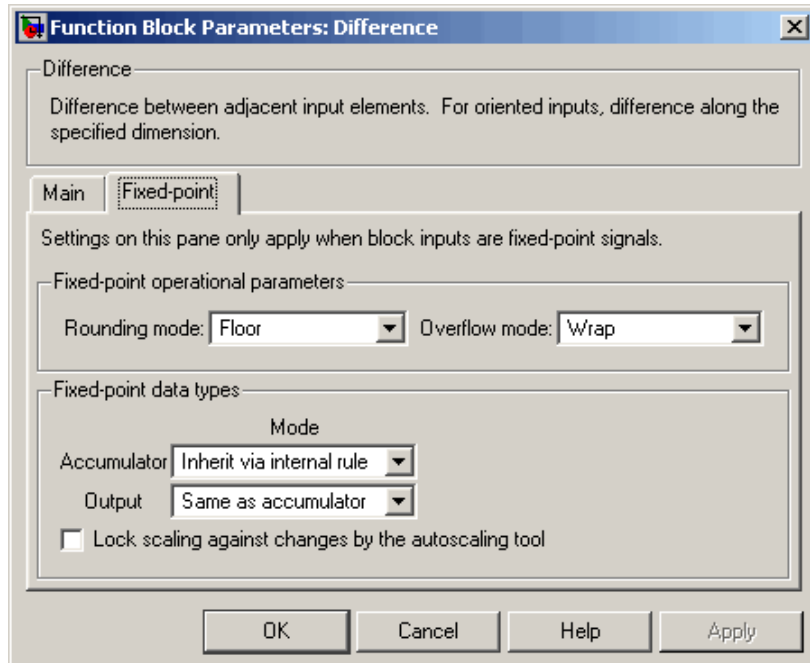 Function Block Parameters: Difference
Difference
Difference between adjacent input elements. For oriented inputs, difference along the
specified dimension.
Main Fixed-point
Settings on this pane only apply when block inputs are fixed-point signals.
Fixed-point operational parameters
Rounding mode: Floor Overflow mode: Wrap
Fixed-point data types
Mode
Accumulator Inherit via internal rule
Output Same as accumulator
Lock scaling against changes by the autoscaling tool
OK Cancel Help Apply